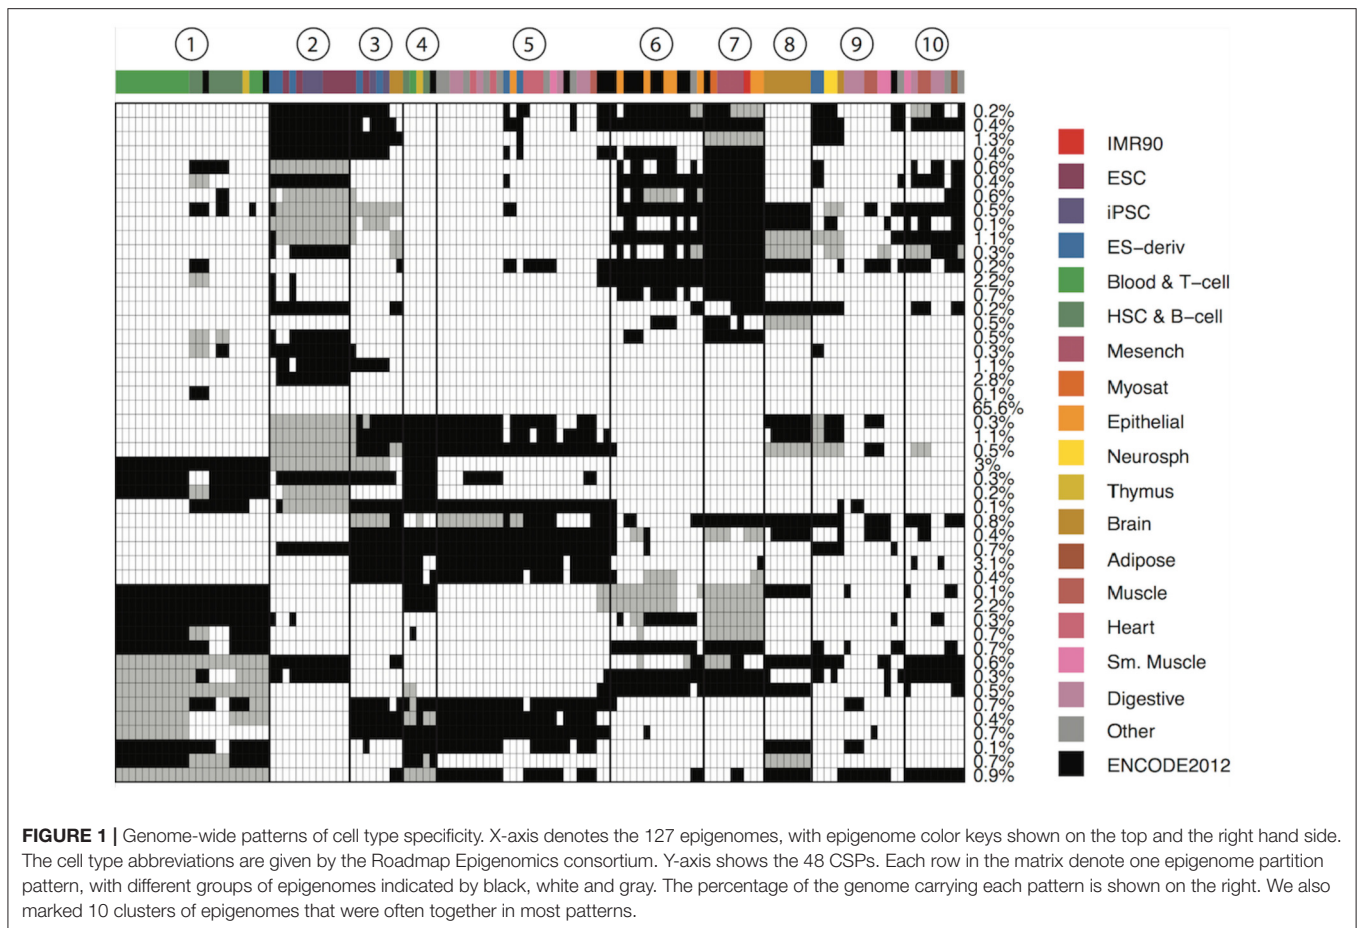 1 2 3 4 5 6 7 8 9 10
0.2%
0.4%
1.3%
0.4%
0.6%
0.4%
0.6%
0.5%
0.1%
1.1%
0.3%
0.2%
2.2%
0.7%
0.2%
0.5%
0.5%
0.3%
1.1%
2.8%
0.1%
65.6%
0.3%
1.1%
0.5%
3%
0.3%
0.2%
0.1%
0.8%
0.4%
0.7%
3.1%
0.4%
0.1%
2.2%
0.3%
0.7%
0.7%
0.6%
0.3%
0.5%
0.7%
0.4%
0.7%
0.1%
0.7%
0.9%
IMR90
ESC
iPSC
ES−deriv
Blood & T−cell
HSC & B−cell
Mesench
Myosat
Epithelial
Neurosph
Thymus
Brain
Adipose
Muscle
Heart
Sm. Muscle
Digestive
Other
ENCODE2012
FIGURE 1 | Genome-wide patterns of cell type specificity. X-axis denotes the 127 epigenomes, with epigenome color keys shown on the top and the right hand side.
The cell type abbreviations are given by the Roadmap Epigenomics consortium. Y-axis shows the 48 CSPs. Each row in the matrix denote one epigenome partition
pattern, with different groups of epigenomes indicated by black, white and gray. The percentage of the genome carrying each pattern is shown on the right. We also
marked 10 clusters of epigenomes that were often together in most patterns.